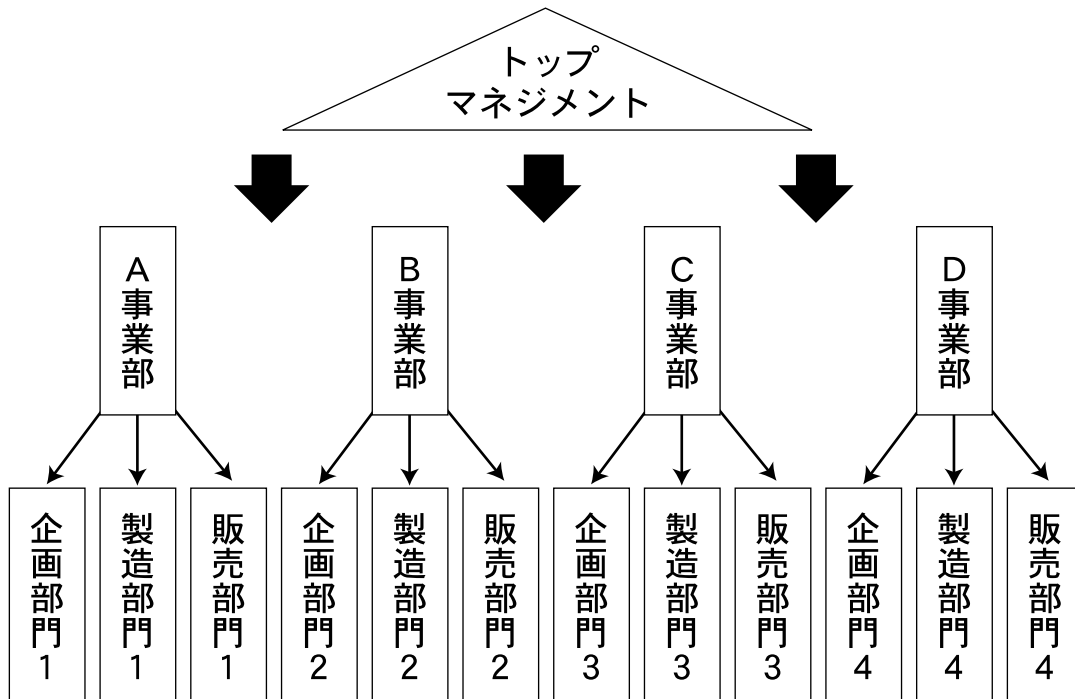 トップ
マネジメント
A事業部
B事業部
C事業部
D事業部
企画部門1
製造部門1
販売部門1
企画部門2
製造部門2
販売部門2
企画部門3
製造部門3
販売部門3
企画部門4
製造部門4
販売部門4